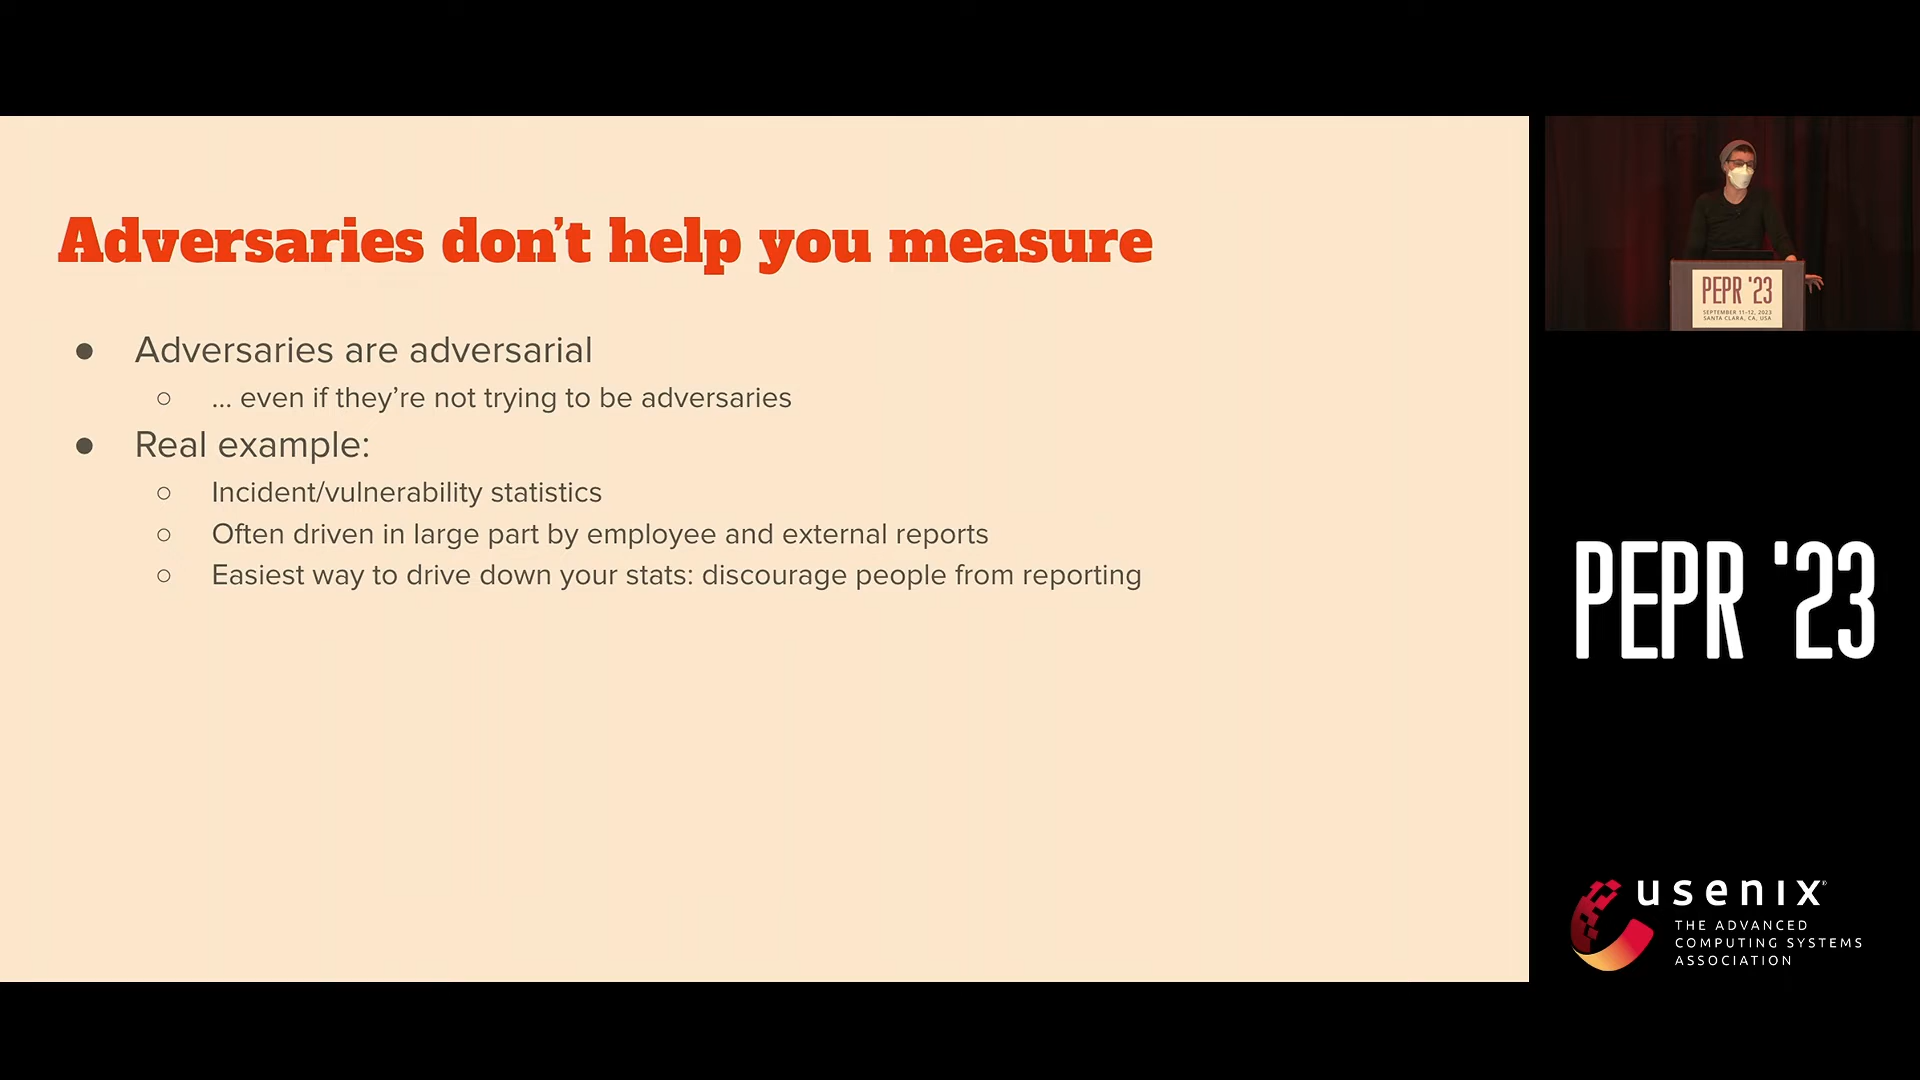 Adversaries don’t help you measure
● Adversaries are adversarial
○ ... even if they’re not trying to be adversaries
● Real example:
○ Incident/vulnerability statistics
○ Often driven in large part by employee and external reports
○ Easiest way to drive down your stats: discourage people from reporting
PEPR '23
SEPTEMBER 11–12, 2023
SANTA CLARA, CA, USA
PEPR '23
usenix®
THE ADVANCED
COMPUTING SYSTEMS
ASSOCIATION